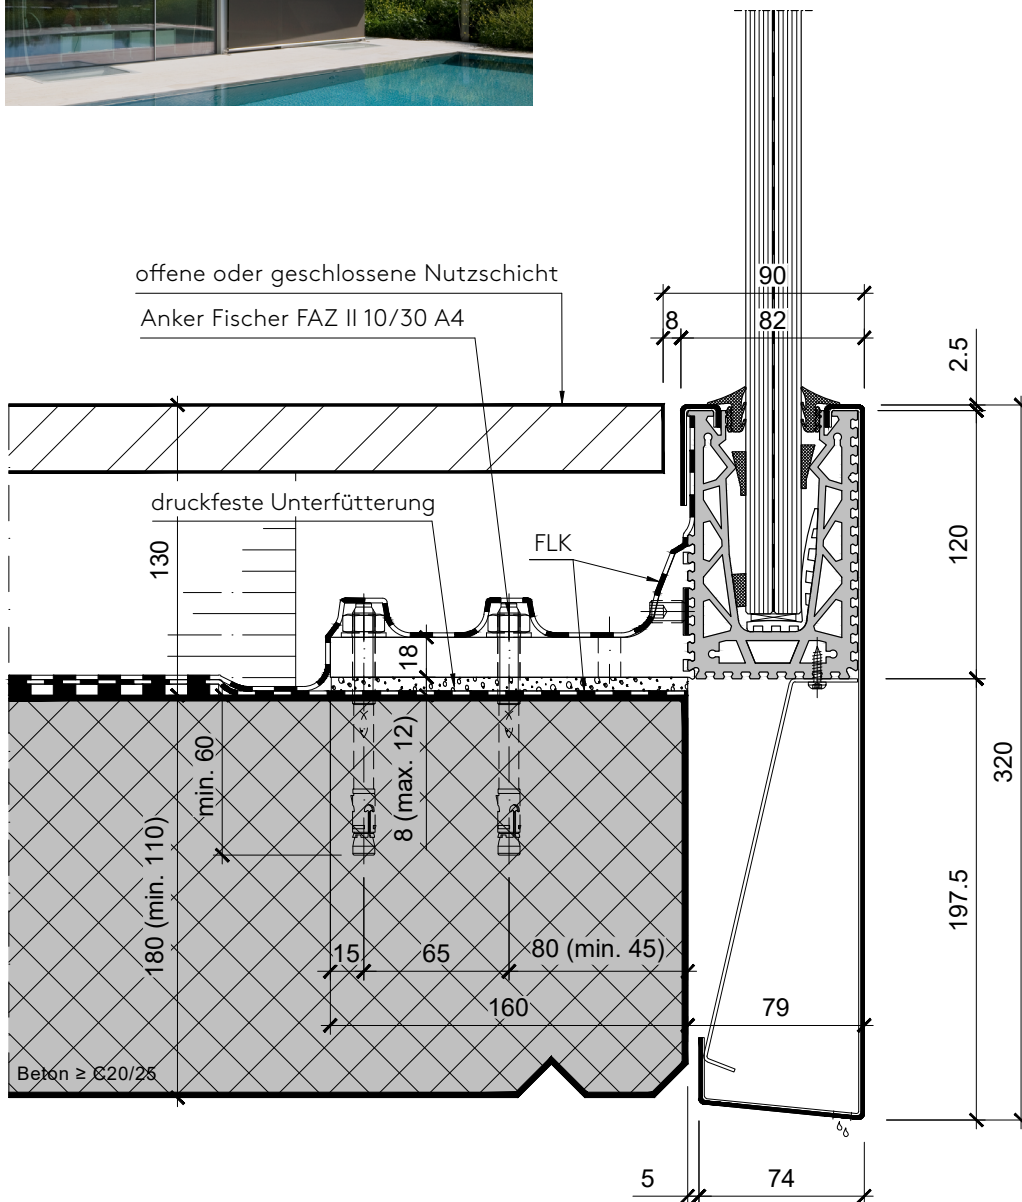 90
8
82
2.5
offene oder geschlossene Nutzschicht
Anker Fischer FAZ II 10/30 A4
druckfeste Unterfütterung
FLK
130
120
18
min. 60
8 (max. 12)
180 (min. 110)
320
197.5
15
65
80 (min. 45)
160
79
Beton ≥ C20/25
5
74